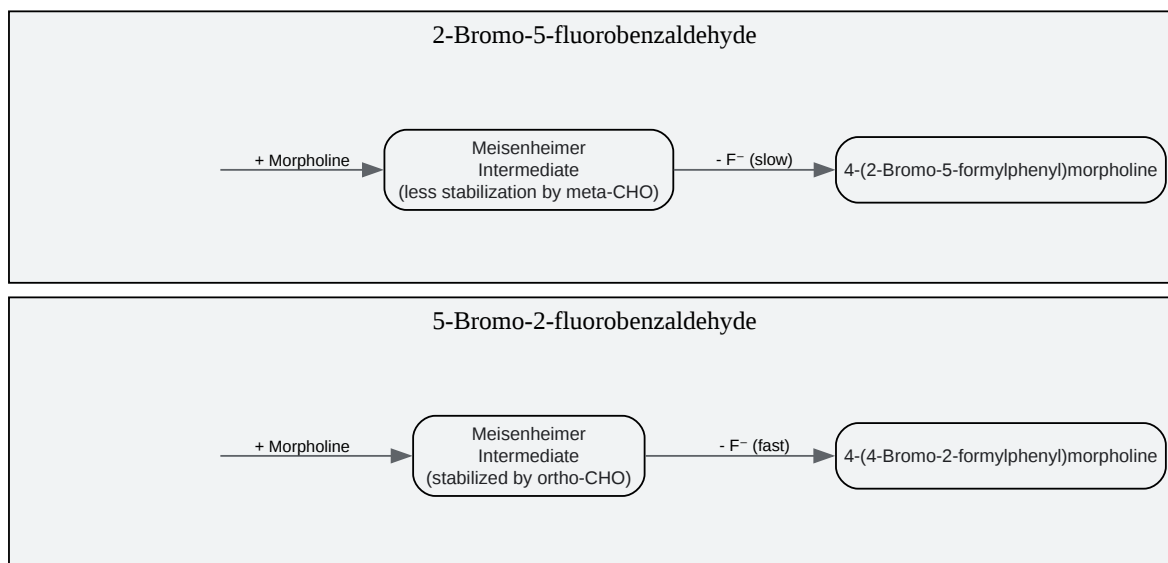 2-Bromo-5-fluorobenzaldehyde
+ Morpholine
Meisenheimer
Intermediate
(less stabilization by meta-CHO)
- F⁻ (slow)
4-(2-Bromo-5-formylphenyl)morpholine
5-Bromo-2-fluorobenzaldehyde
+ Morpholine
Meisenheimer
Intermediate
(stabilized by ortho-CHO)
- F⁻ (fast)
4-(4-Bromo-2-formylphenyl)morpholine